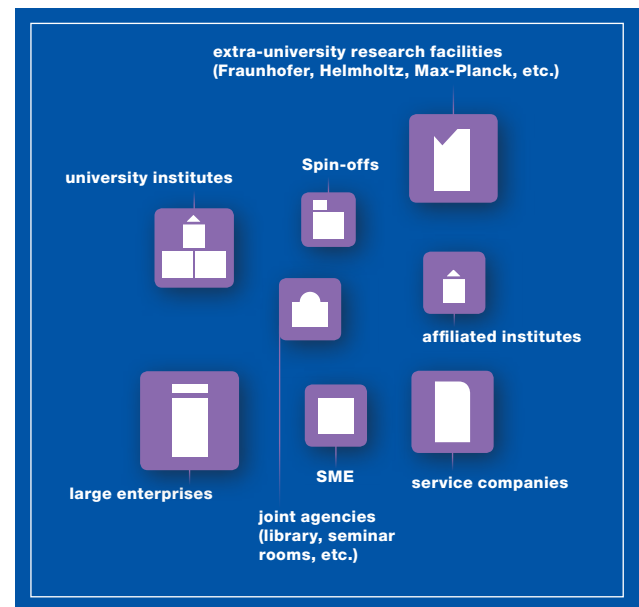 extra-university research facilities
(Fraunhofer, Helmholtz, Max-Planck, etc.)
Spin-offs
university institutes
affiliated institutes
SME
service companies
large enterprises
joint agencies
(library, seminar
rooms, etc.)